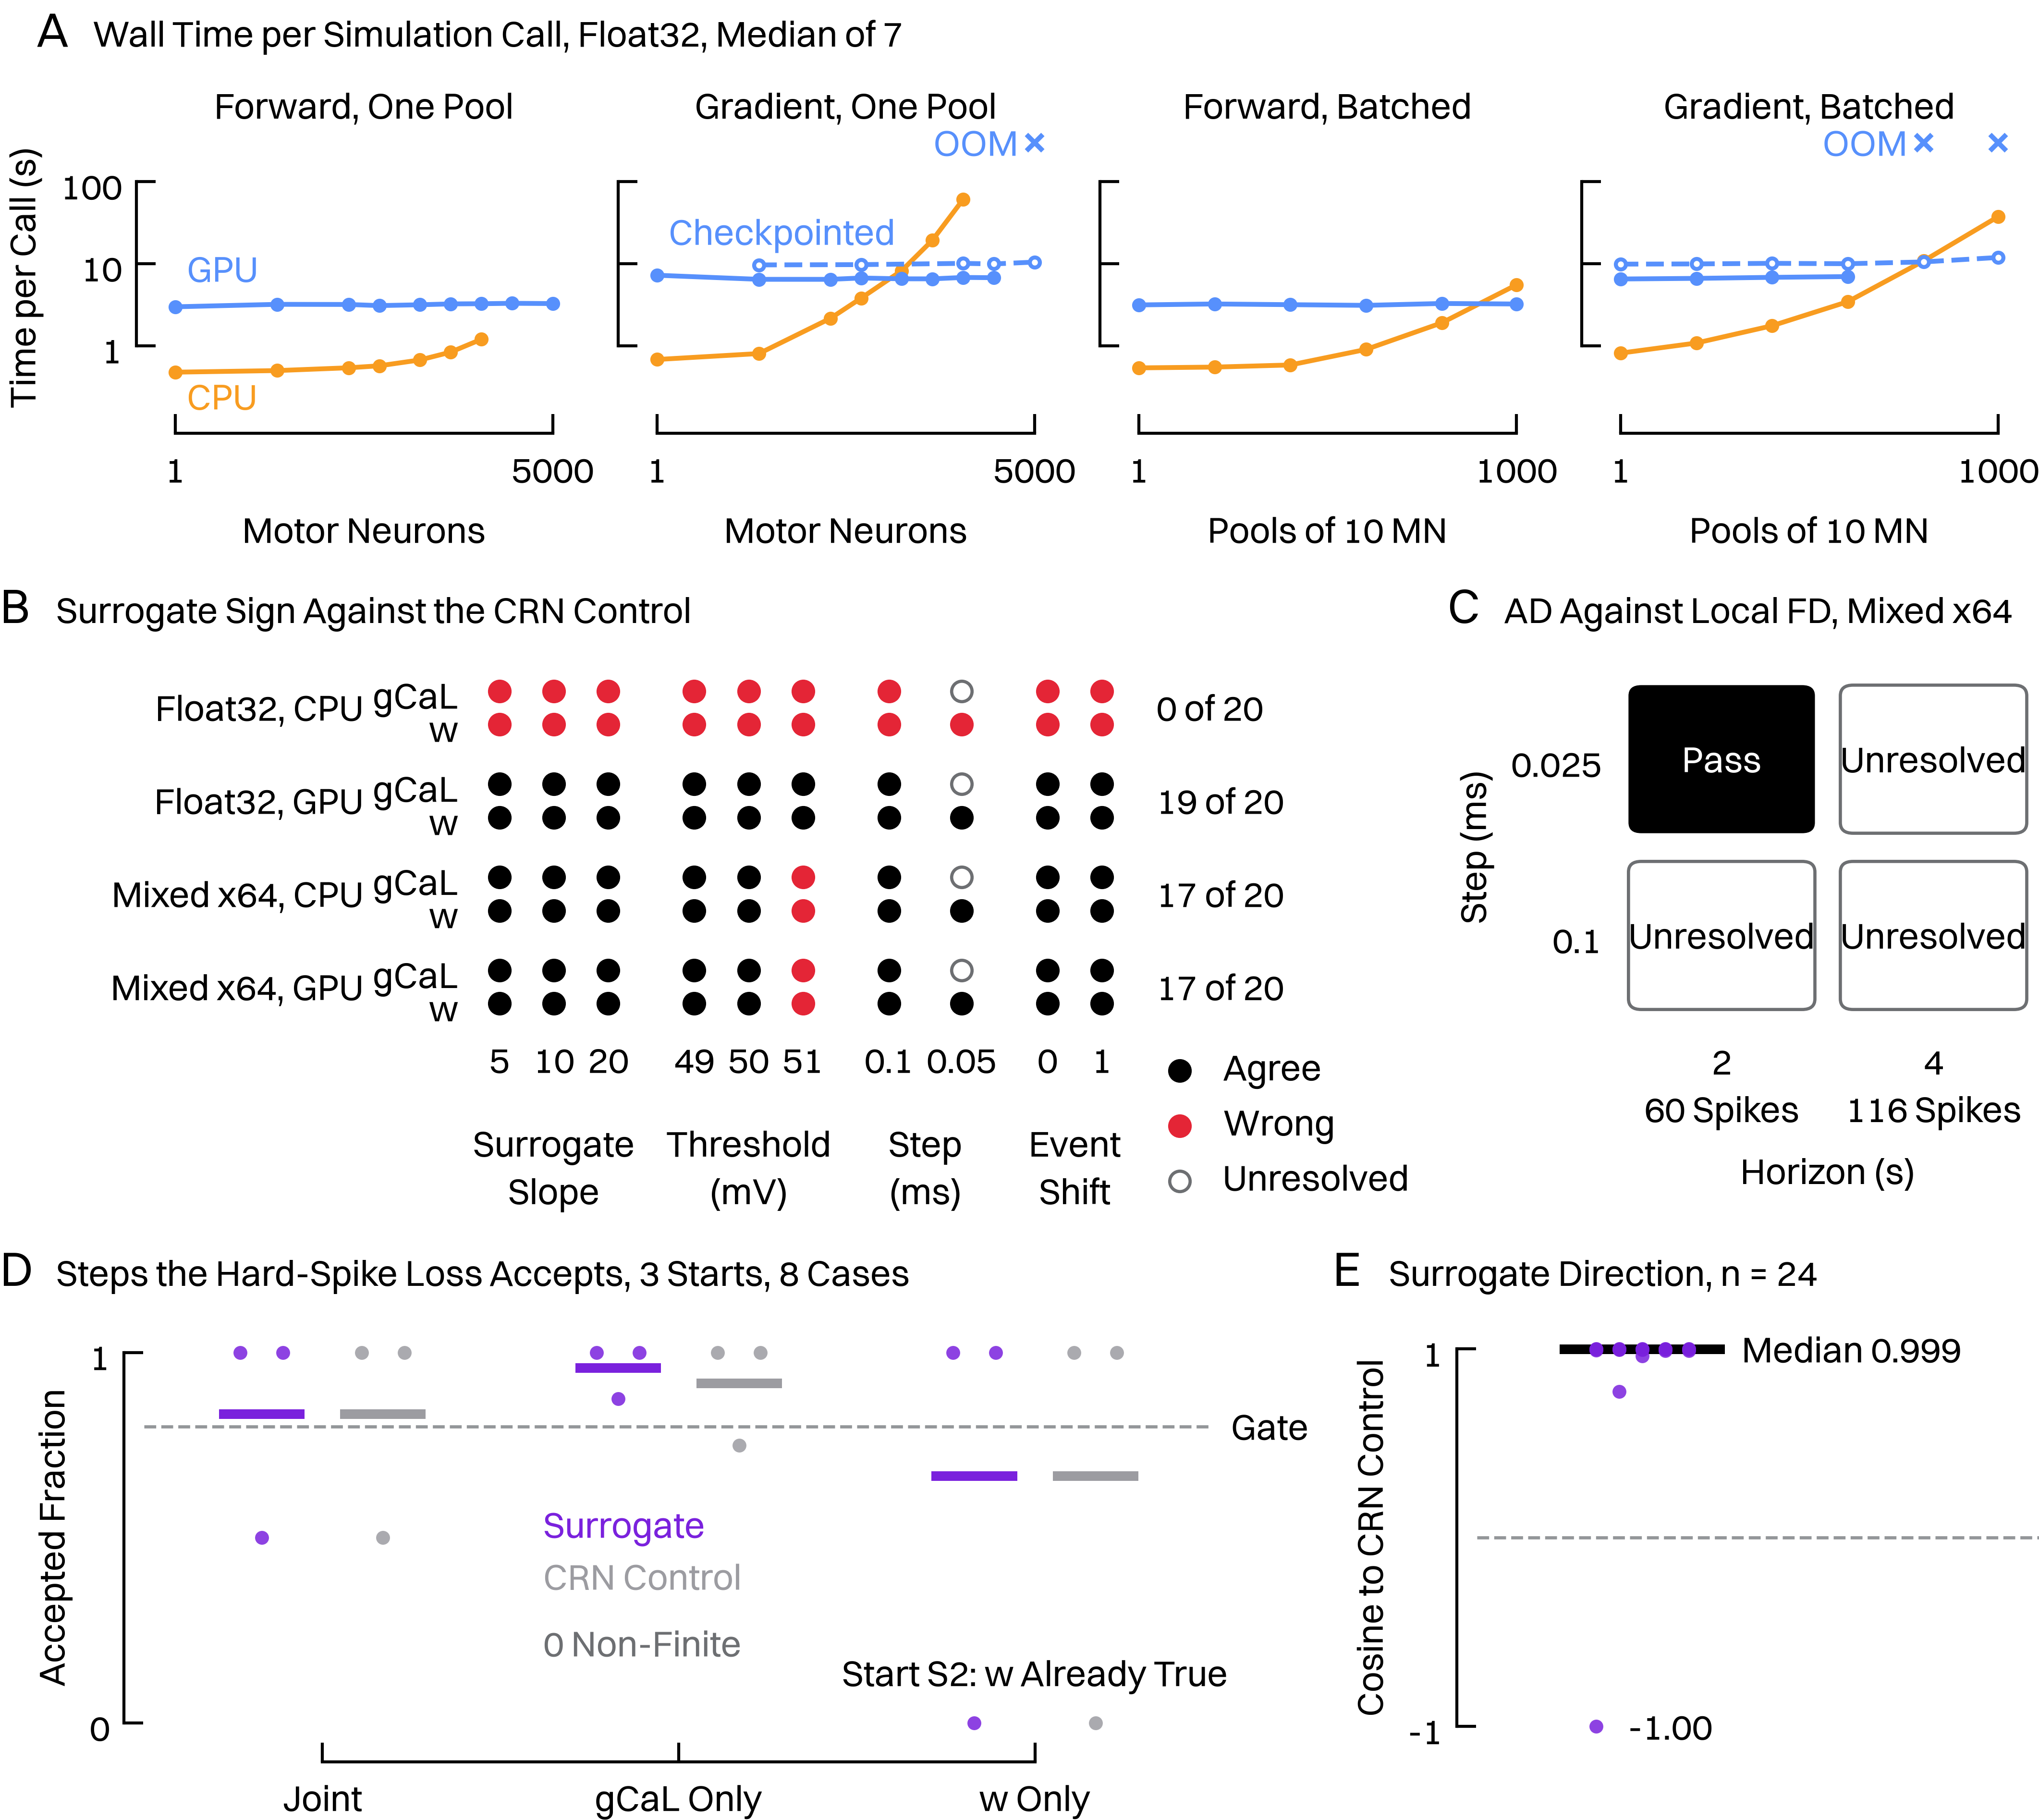 A Wall Time per Simulation Call, Float32, Median of 7
Forward, One Pool
Gradient, One Pool
Forward, Batched
Gradient, Batched
OOM
OOM
Time per Call (s)
100
10
1
GPU
CPU
Checkpointed
1 5000
1 5000
1 1000
1 1000
Motor Neurons
Motor Neurons
Pools of 10 MN
Pools of 10 MN
B Surrogate Sign Against the CRN Control
Float32, CPU gCaL
w
0 of 20
Float32, GPU gCaL
w
19 of 20
Mixed x64, CPU gCaL
w
17 of 20
Mixed x64, GPU gCaL
w
17 of 20
5 10 20 49 50 51 0.1 0.05 0 1
Surrogate
Slope
Threshold
(mV)
Step
(ms)
Event
Shift
Agree
Wrong
Unresolved
C AD Against Local FD, Mixed x64
Step (ms)
0.025
Pass
Unresolved
0.1
Unresolved
Unresolved
2
60 Spikes
4
116 Spikes
Horizon (s)
D Steps the Hard-Spike Loss Accepts, 3 Starts, 8 Cases
Accepted Fraction
1
0
Gate
Surrogate
CRN Control
0 Non-Finite
Start S2: w Already True
Joint
gCaL Only
w Only
E Surrogate Direction, n = 24
Cosine to CRN Control
1
-1
Median 0.999
-1.00